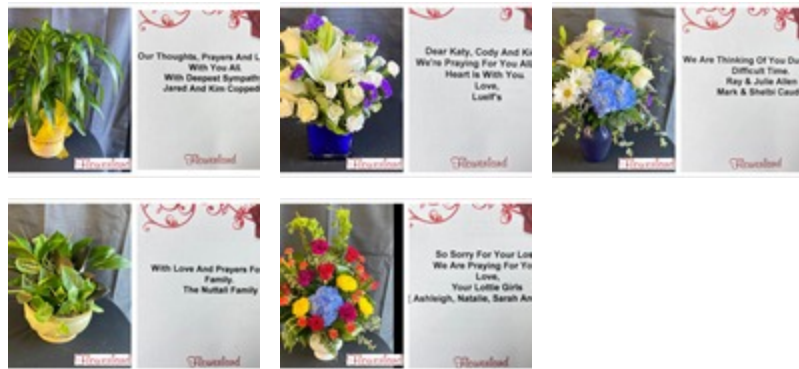 Our Thoughts, Prayers And L
With You All.
With Deepest Sympath
Jared And Kim Copped
Flowerland
Flowerland
Dear Katy, Cody And Ki
We're Praying For You All
Heart Is With You
Love,
Luelf's
Flowerland
Flowerland
We Are Thinking Of You Du
Difficult Time.
Ray & Julie Allen
Mark & Shelbi Caud
Flowerland
Flowerland
With Love And Prayers Fo
Family.
The Nuttall Family
Flowerland
Flowerland
So Sorry For Your Los
We Are Praying For Yo
Love,
Your Lottie Girls
Ashleigh, Natalie, Sarah An
Flowerland
Flowerland